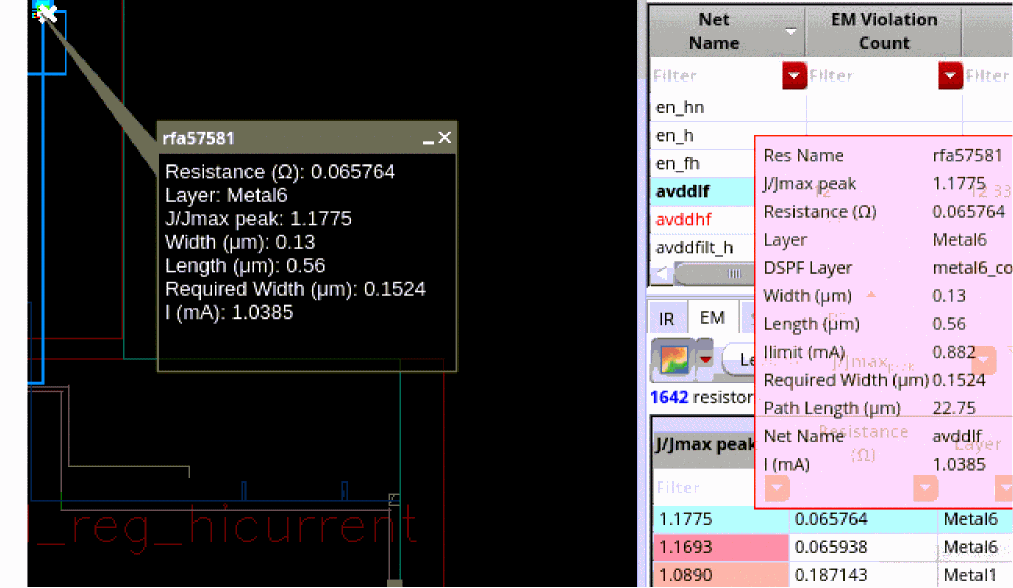 rfa57581
Resistance (Ω): 0.065764
Layer: Metal6
J/Jmax peak: 1.1775
Width (µm): 0.13
Length (µm): 0.56
Required Width (µm): 0.1524
I (mA): 1.0385
_reg_hicurrent
Net Name
EM Violation Count
Filter
Filter
Filter
en_hn
en_h
en_fh
avddlf
avddhf
avddfilt_h
Res Name rfa57581
J/Jmax peak 1.1775
Resistance (Ω) 0.065764
Layer Metal6
DSPF Layer metal6_co
Width (µm) 0.13
Length (µm) 0.56
Ilimit (mA) 0.882
Required Width (µm) 0.1524
Path Length (µm) 22.75
Net Name avddlf
I (mA) 1.0385
IR EM
Le
1642 resistor
J/Jmax peak
Resistance (Ω)
Layer
Filter
1.1775 0.065764 Metal6
1.1693 0.065938 Metal6
1.0890 0.187143 Metal1